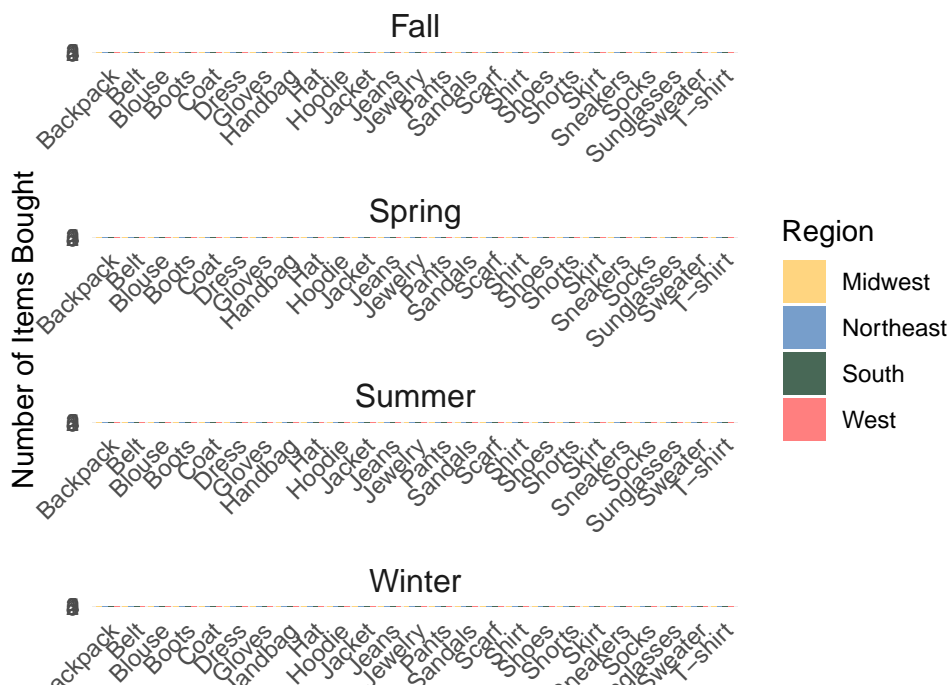 Fall
Backpack
Belt
Blouse
Boots
Coat
Dress
Gloves
Handbag
Hat
Hoodie
Jacket
Jeans
Jewelry
Pants
Sandals
Scarf
Shirt
Shoes
Shorts
Skirt
Sneakers
Socks
Sunglasses
Sweater
T-shirt
Number of Items Bought
Spring
Backpack
Belt
Blouse
Boots
Coat
Dress
Gloves
Handbag
Hat
Hoodie
Jacket
Jeans
Jewelry
Pants
Sandals
Scarf
Shirt
Shoes
Shorts
Skirt
Sneakers
Socks
Sunglasses
Sweater
T-shirt
Region
Midwest
Northeast
South
West
Summer
Backpack
Belt
Blouse
Boots
Coat
Dress
Gloves
Handbag
Hat
Hoodie
Jacket
Jeans
Jewelry
Pants
Sandals
Scarf
Shirt
Shoes
Shorts
Skirt
Sneakers
Socks
Sunglasses
Sweater
T-shirt
Winter
Backpack
Belt
Blouse
Boots
Coat
Dress
Gloves
Handbag
Hat
Hoodie
Jacket
Jeans
Jewelry
Pants
Sandals
Scarf
Shirt
Shoes
Shorts
Skirt
Sneakers
Socks
Sunglasses
Sweater
T-shirt